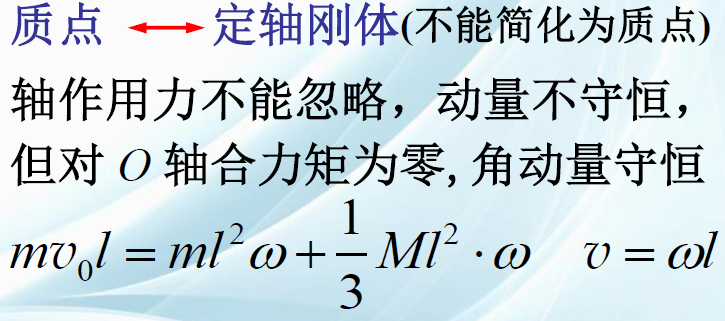 质点 ⟷ 定轴刚体(不能简化为质点)
轴作用力不能忽略，动量不守恒，
但对 O 轴合力矩为零, 角动量守恒
mv₀l = ml²ω + 1/3 Ml² · ω  v = ωl